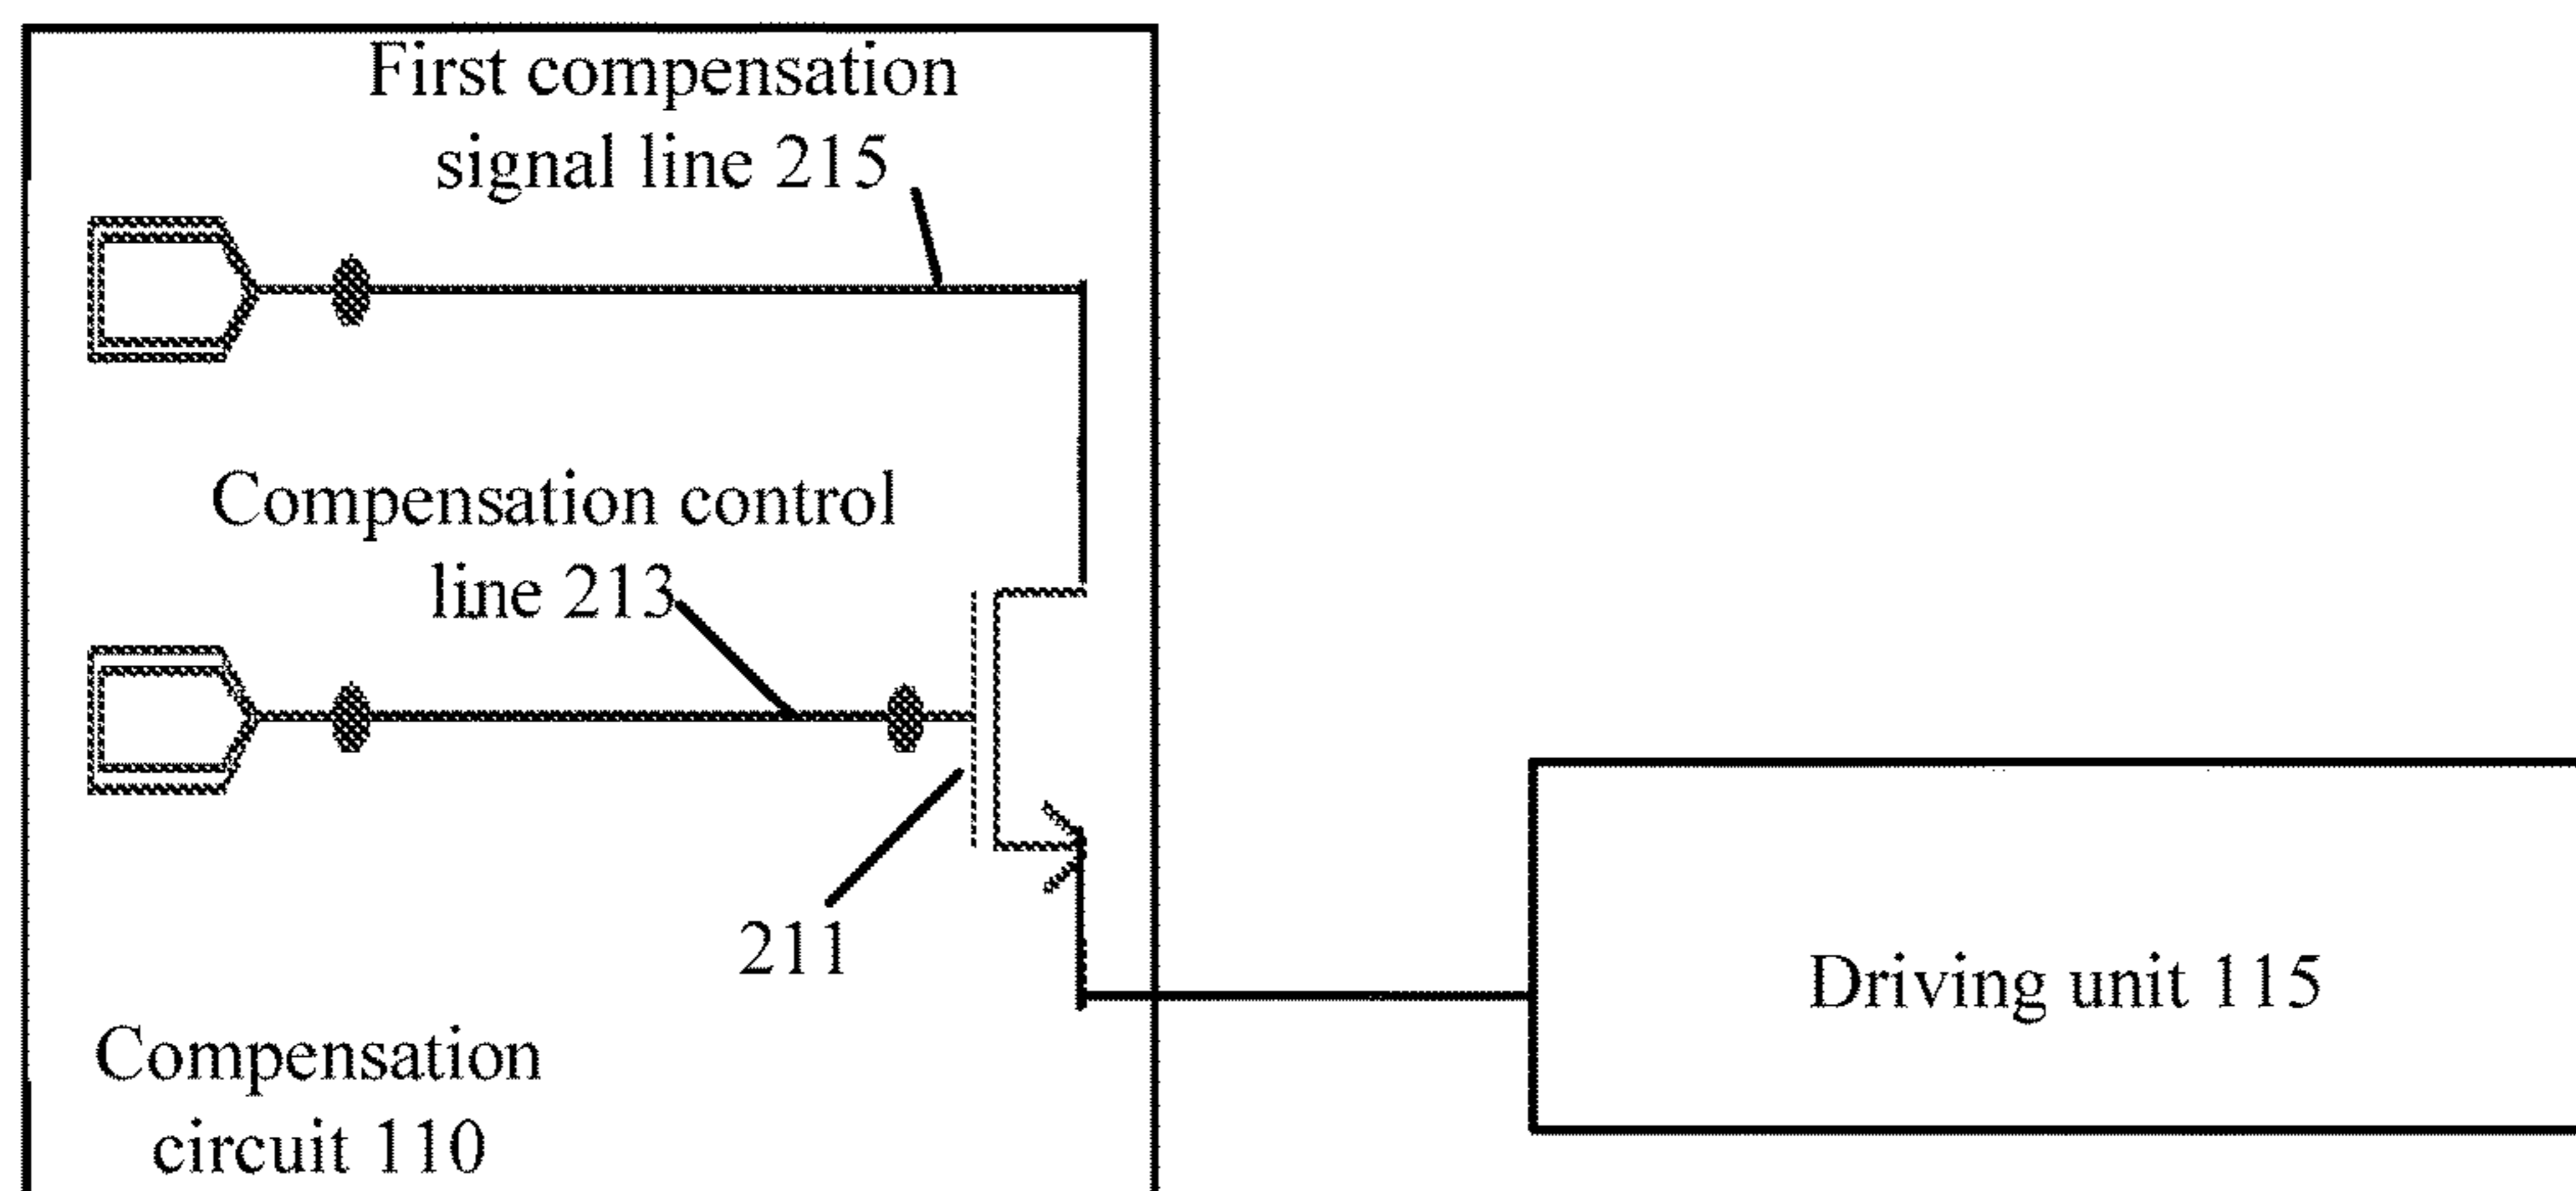 First compensation
signal line 215
Compensation control
line 213
211
Driving unit 115
Compensation
circuit 110